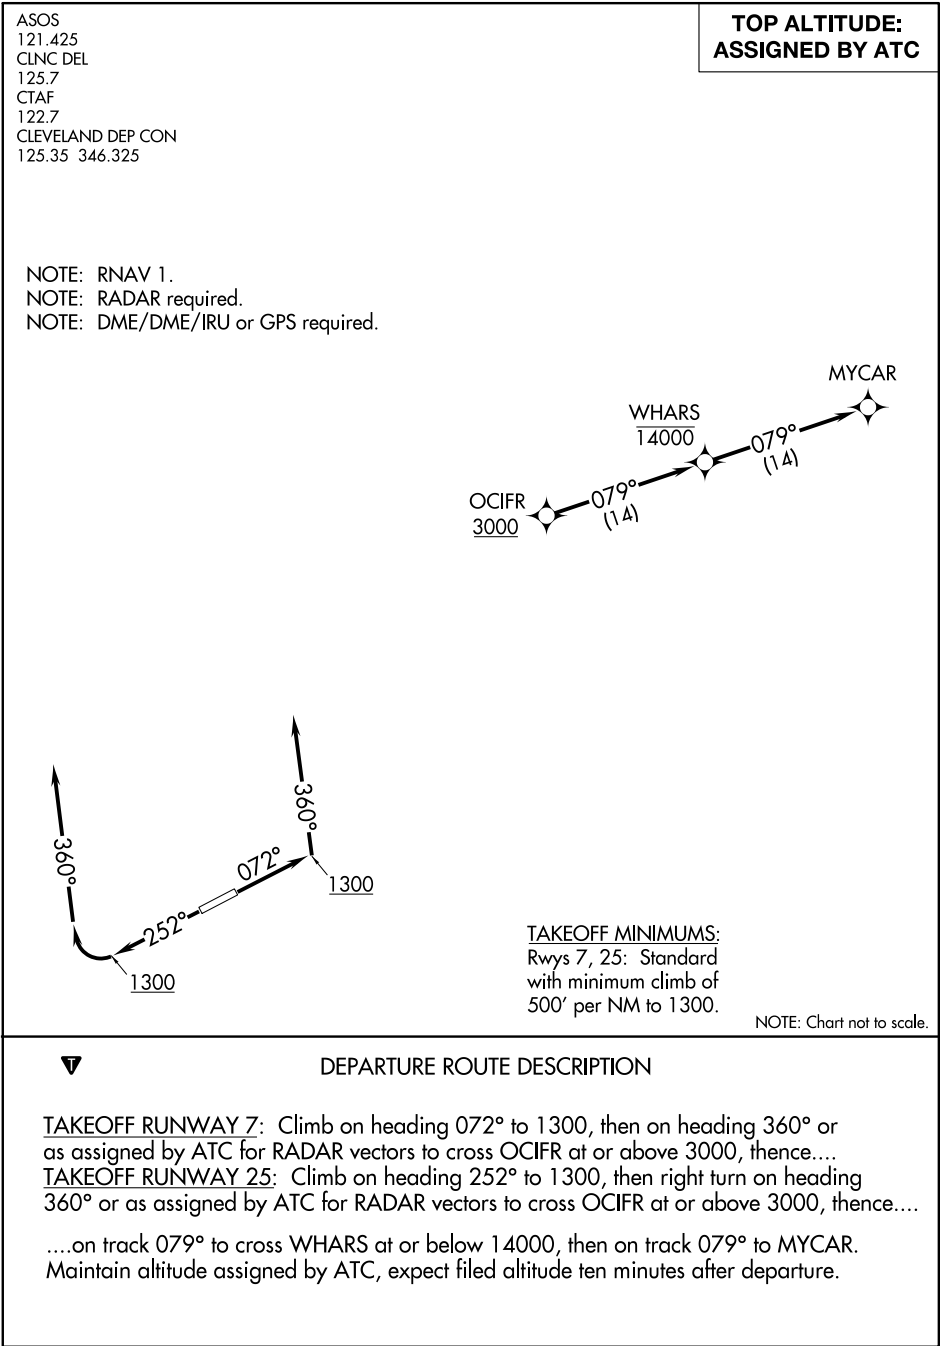 ASOS
121.425
CLNC DEL
125.7
CTAF
122.7
CLEVELAND DEP CON
125.35 346.325
TOP ALTITUDE:
ASSIGNED BY ATC
NOTE: RNAV 1.
NOTE: RADAR required.
NOTE: DME/DME/IRU or GPS required.
MYCAR
WHARS
14000
079°
(14)
OCIFR
3000
079°
(14)
360°
360°
072°
1300
252°
1300
TAKEOFF MINIMUMS:
Rwys 7, 25: Standard
with minimum climb of
500' per NM to 1300.
NOTE: Chart not to scale.
T
DEPARTURE ROUTE DESCRIPTION
TAKEOFF RUNWAY 7: Climb on heading 072° to 1300, then on heading 360° or
as assigned by ATC for RADAR vectors to cross OCIFR at or above 3000, thence....
TAKEOFF RUNWAY 25: Climb on heading 252° to 1300, then right turn on heading
360° or as assigned by ATC for RADAR vectors to cross OCIFR at or above 3000, thence....
....on track 079° to cross WHARS at or below 14000, then on track 079° to MYCAR.
Maintain altitude assigned by ATC, expect filed altitude ten minutes after departure.